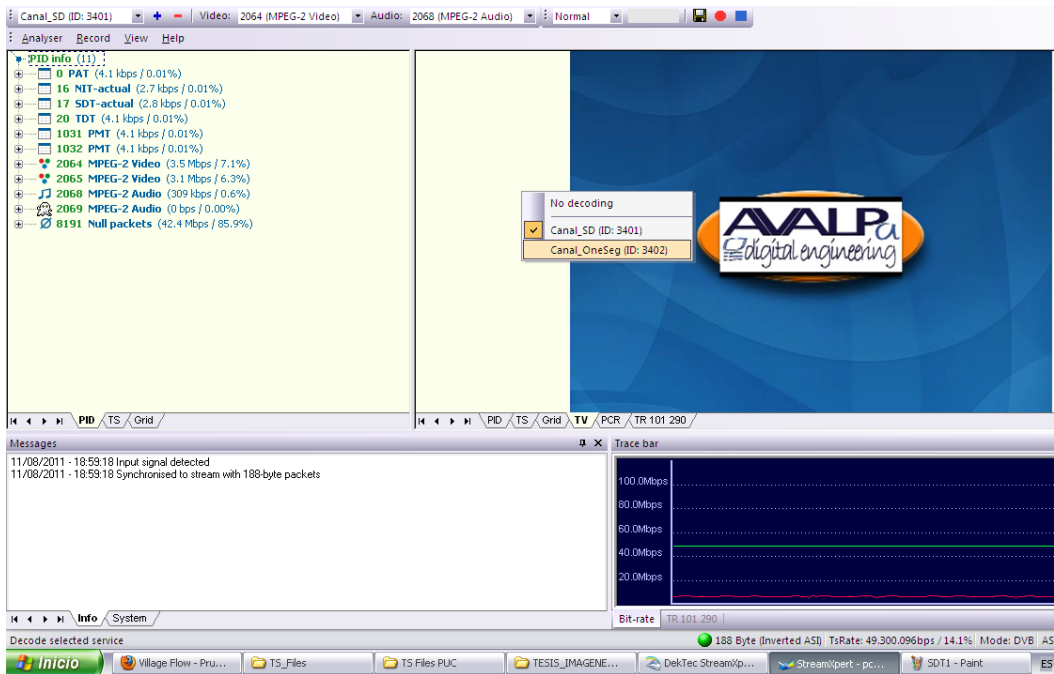 Canal_SD (ID: 3401) Video: 2064 (MPEG-2 Video) Audio: 2068 (MPEG-2 Audio) Normal
Analyser Record View Help
PID info (11)
0 PAT (4.1 kbps / 0.01%)
16 NIT-actual (2.7 kbps / 0.01%)
17 SDT-actual (2.8 kbps / 0.01%)
20 TDT (4.1 kbps / 0.01%)
1031 PMT (4.1 kbps / 0.01%)
1032 PMT (4.1 kbps / 0.01%)
2064 MPEG-2 Video (3.5 Mbps / 7.1%)
2065 MPEG-2 Video (3.1 Mbps / 6.3%)
2068 MPEG-2 Audio (309 kbps / 0.6%)
2069 MPEG-2 Audio (0 bps / 0.00%)
8191 Null packets (42.4 Mbps / 85.9%)
No decoding
Canal_SD (ID: 3401)
Canal_OneSeg (ID: 3402)
AVALPa
digital engineering
PID TS Grid
PID TS Grid TV PCR TR 101 290
Messages
11/08/2011 - 18:59:18 Input signal detected
11/08/2011 - 18:59:18 Synchronised to stream with 188-byte packets
Info System
Trace bar
100.0Mbps
80.0Mbps
60.0Mbps
40.0Mbps
20.0Mbps
Bit-rate TR 101 290
Decode selected service 188 Byte (Inverted ASI) TsRate: 49.300.096bps / 14.1% Mode: DVB AS
Inicio Village Flow - Pru... TS_Files TS Files PUC TESIS_IMAGENE... DekTec StreamXp... StreamXpert - pc... SDT1 - Paint ES